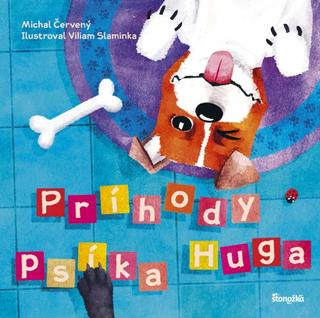 Michal Červený
Ilustroval Viliam Slaminka
Príhody
Psíka Huga
stonožka